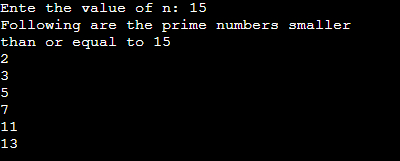 Ente the value of n: 15
Following are the prime numbers smaller
than or equal to 15
2
3
5
7
11
13